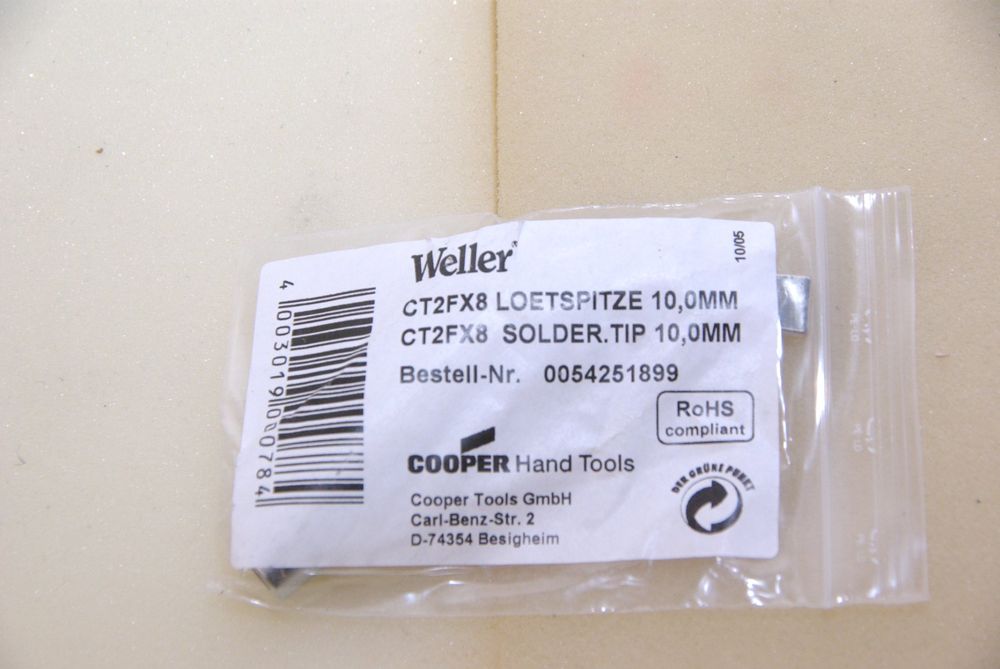 Weller®
10/05
CT2FX8 LOETSPITZE 10,0MM
CT2FX8 SOLDER.TIP 10,0MM
Bestell-Nr. 0054251899
RoHS
compliant
COOPER Hand Tools
Cooper Tools GmbH
Carl-Benz-Str. 2
D-74354 Besigheim
DER GRÜNE PUNKT
4 003019 000784